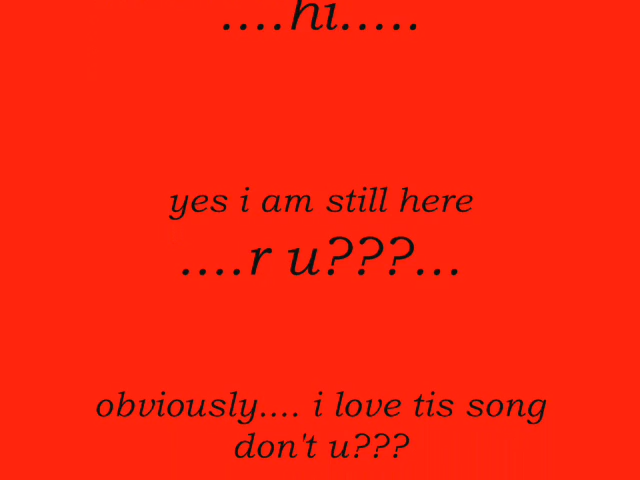 ....hi.....
yes i am still here
....r u???...
obviously.... i love tis song
don't u???